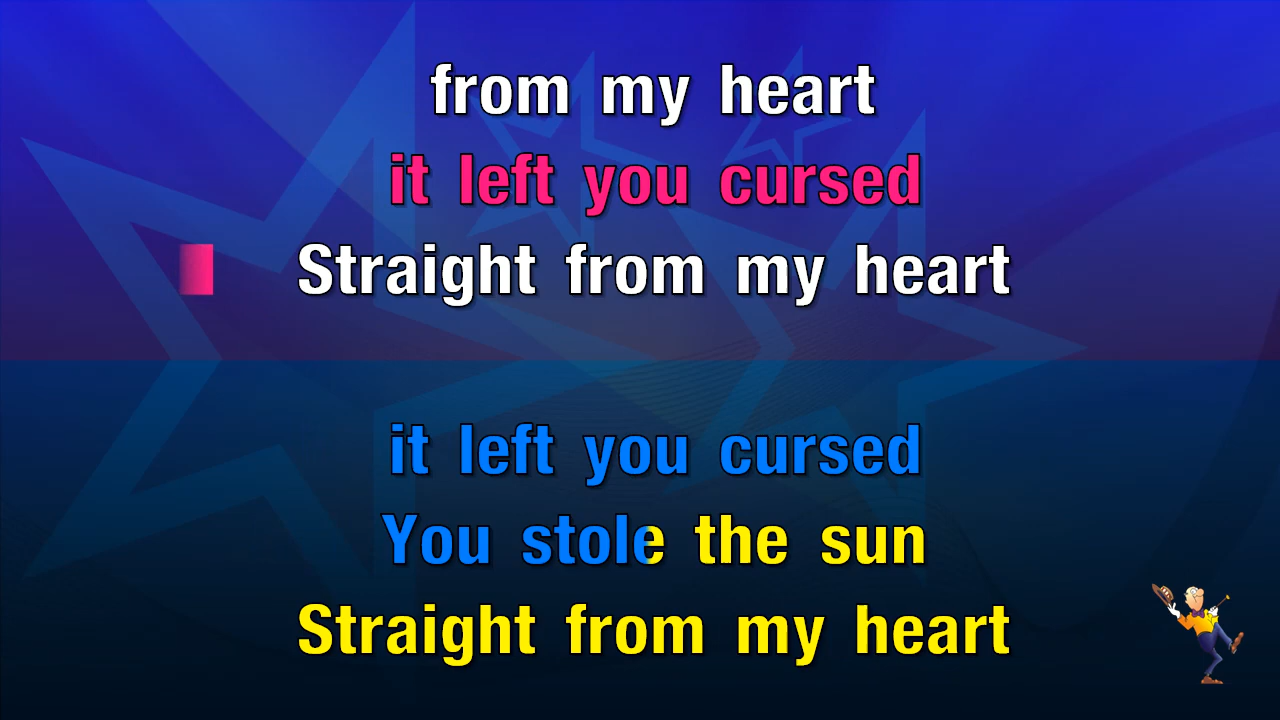 from my heart
it left you cursed
Straight from my heart
it left you cursed
You stole the sun
Straight from my heart